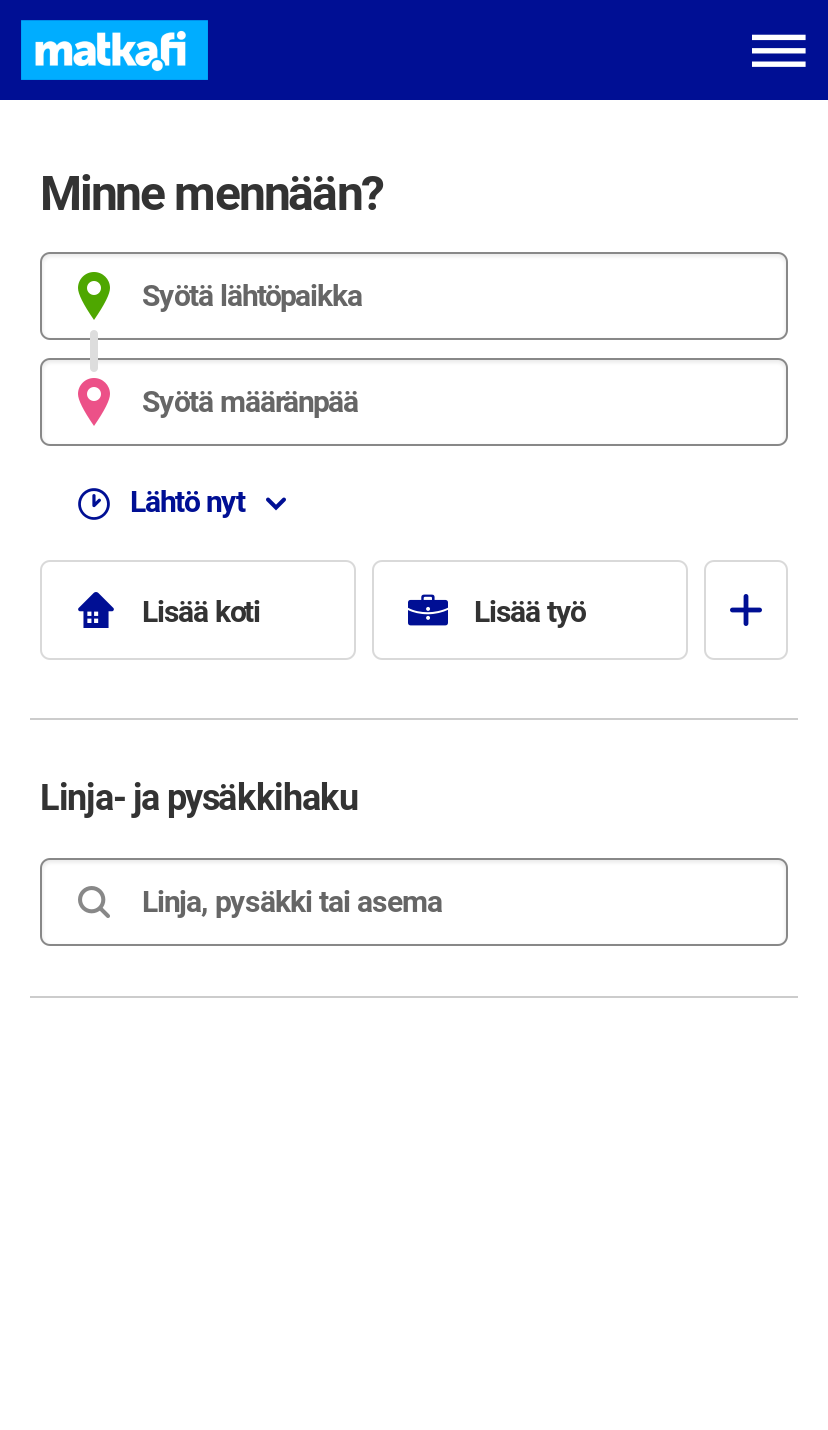 matka.fi
Minne mennään?
Syötä lähtöpaikka
Syötä määränpää
Lähtö nyt
Lisää koti
Lisää työ
Linja- ja pysäkkihaku
Linja, pysäkki tai asema